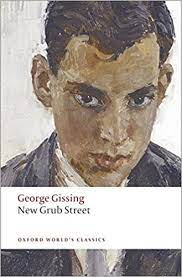 George Gissing
New Grub Street
OXFORD WORLD'S CLASSICS